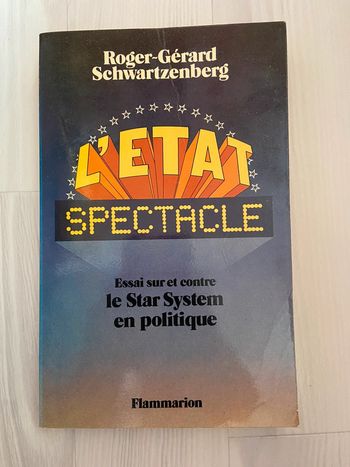 Roger-Gérard
Schwartzenberg
L'ETAT
SPECTACLE
Essai sur et contre
le Star System
en politique
Flammarion